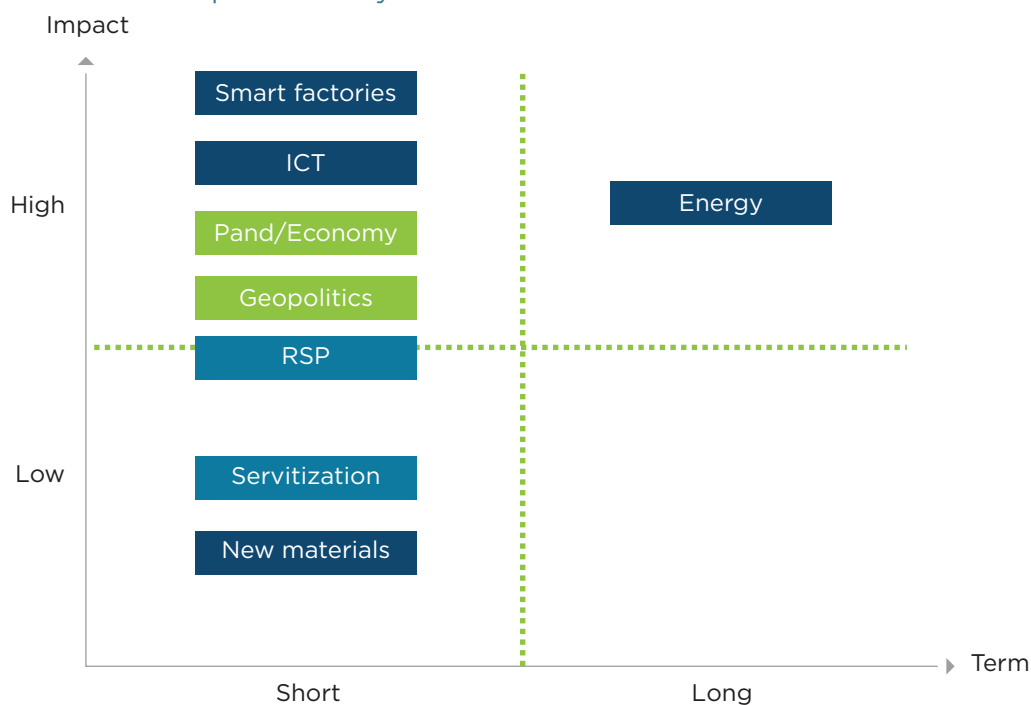 Impact
Smart factories
ICT
High
Energy
Pand/Economy
Geopolitics
RSP
Low
Servitization
New materials
Term
Short
Long